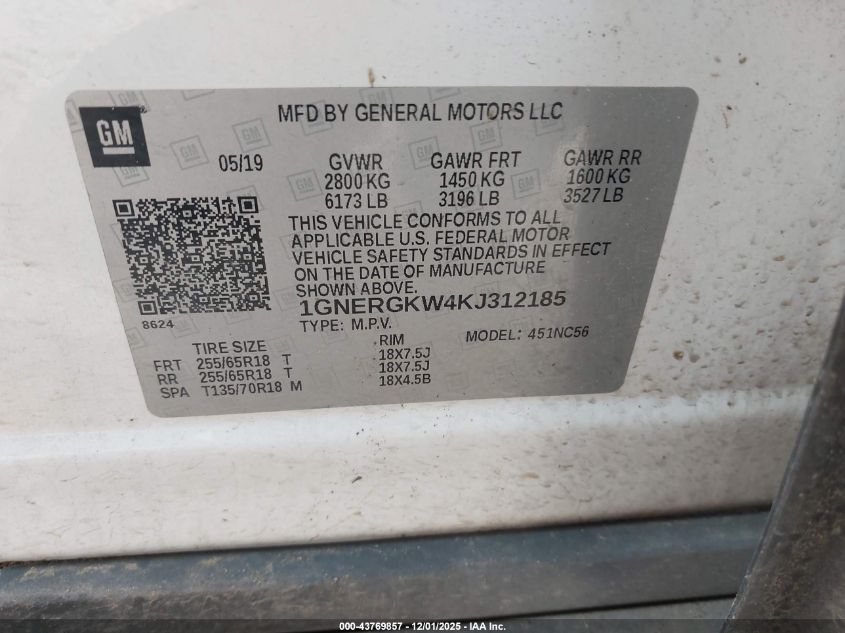 GM
MFD BY GENERAL MOTORS LLC
05/19 GVWR GAWR FRT GAWR RR
2800 KG 1450 KG 1600 KG
6173 LB 3196 LB 3527 LB
THIS VEHICLE CONFORMS TO ALL
APPLICABLE U.S. FEDERAL MOTOR
VEHICLE SAFETY STANDARDS IN EFFECT
ON THE DATE OF MANUFACTURE
SHOWN ABOVE.
1GNERGKW4KJ312185
8624
TYPE: M.P.V. MODEL: 451NC56
TIRE SIZE RIM
FRT 255/65R18 T 18X7.5J
RR 255/65R18 T 18X7.5J
SPA T135/70R18 M 18X4.5B
000-43769857 - 12/01/2025 - IAA Inc.